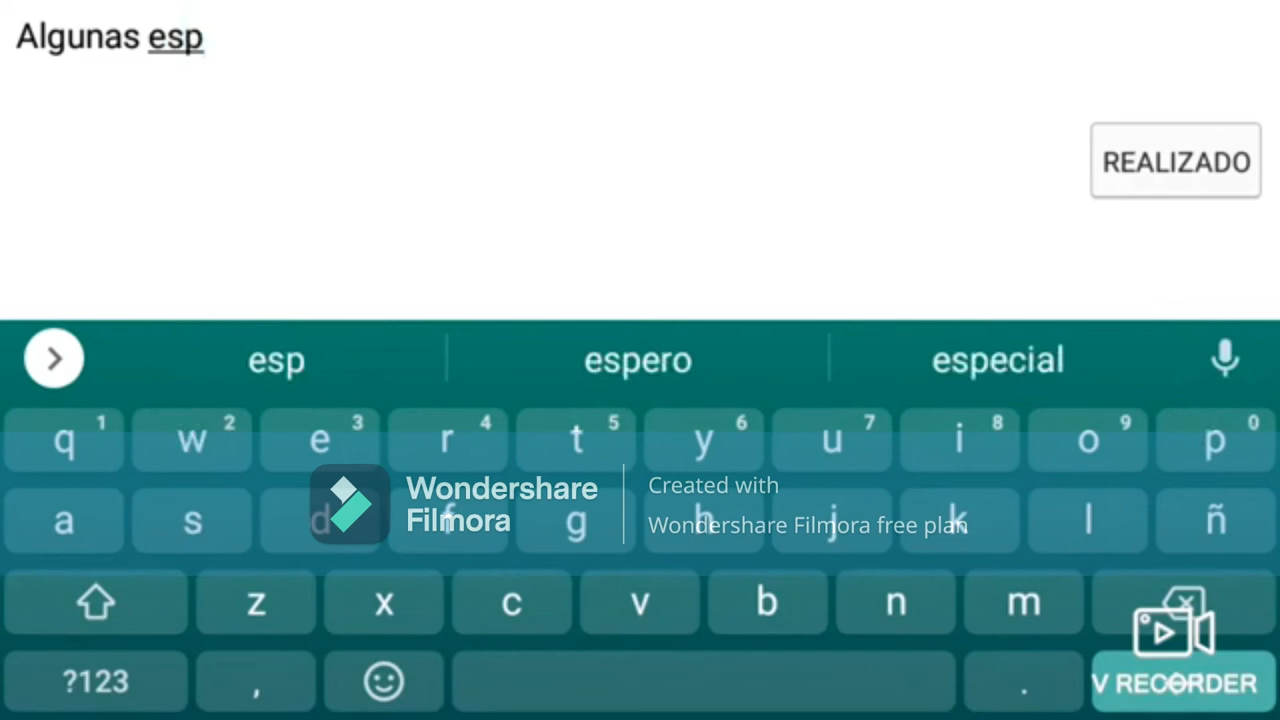 Algunas esp
REALIZADO
esp espero especial
q 1 w 2 e 3 r 4 t 5 y 6 u 7 i 8 o 9 p 0
a s d f g h j k l ñ
Wondershare
Filmora
Created with
Wondershare Filmora free plan
z x c v b n m
?123 , .
V RECORDER